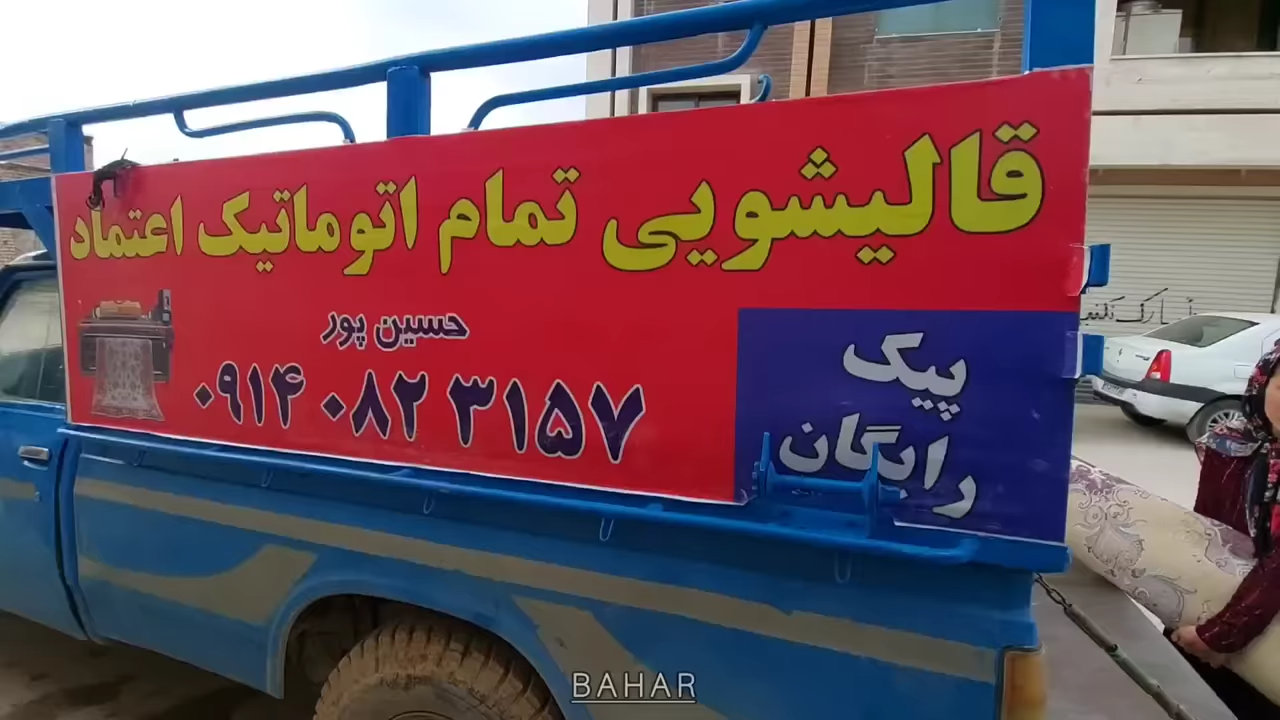 قالیشویی تمام اتوماتیک اعتماد
حسین پور
۰۹۱۴ ۰۸۲ ۳۱۵۷
پیک
رایگان
BAHAR